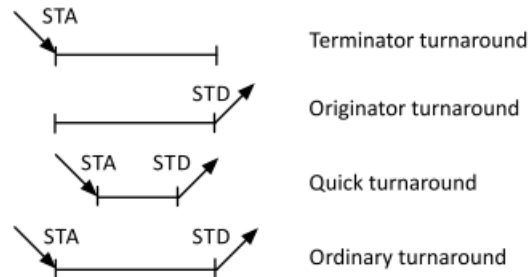 STA
Terminator turnaround
STD
Originator turnaround
STA STD
Quick turnaround
STA STD
Ordinary turnaround